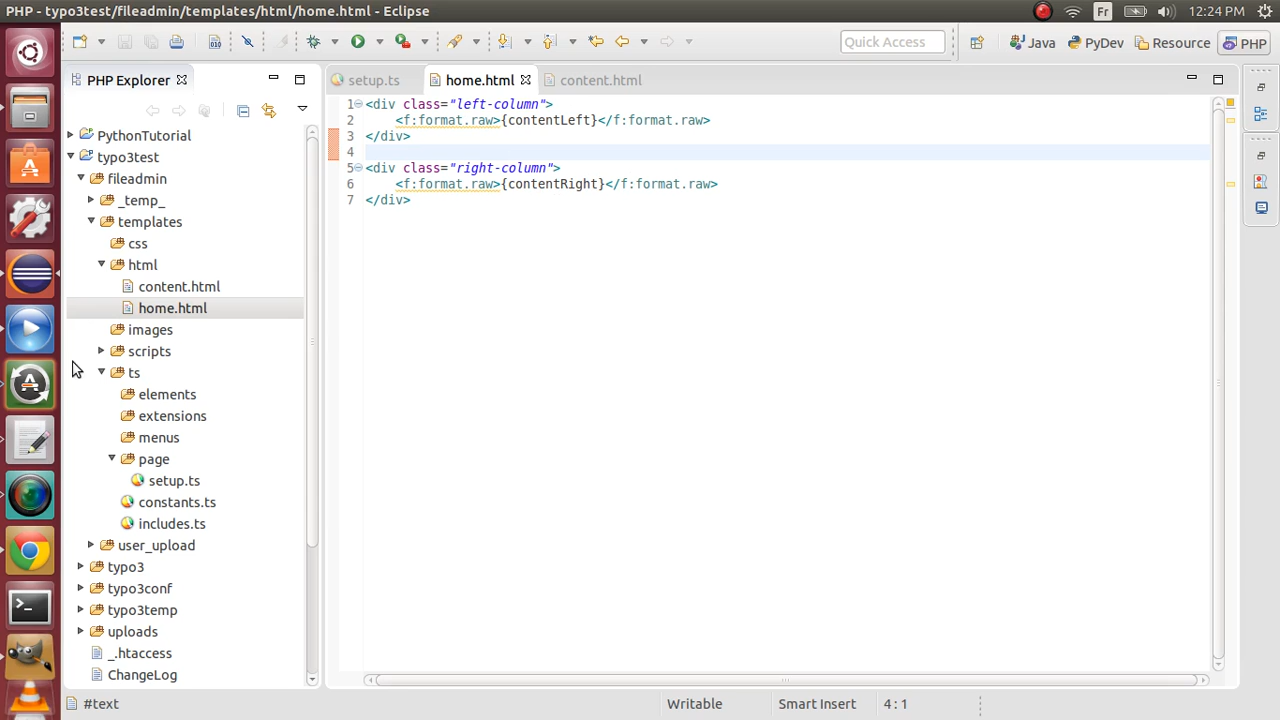 PHP - typo3test/fileadmin/templates/html/home.html - Eclipse
Fr
12:24 PM
Quick Access
Java
PyDev
Resource
PHP
PHP Explorer
PythonTutorial
typo3test
fileadmin
_temp_
templates
css
html
content.html
home.html
images
scripts
ts
elements
extensions
menus
page
setup.ts
constants.ts
includes.ts
user_upload
typo3
typo3conf
typo3temp
uploads
_.htaccess
ChangeLog
setup.ts
home.html
content.html
1 <div class="left-column">
2 <f:format.raw>{contentLeft}</f:format.raw>
3 </div>
4
5 <div class="right-column">
6 <f:format.raw>{contentRight}</f:format.raw>
7 </div>
#text
Writable
Smart Insert
4 : 1